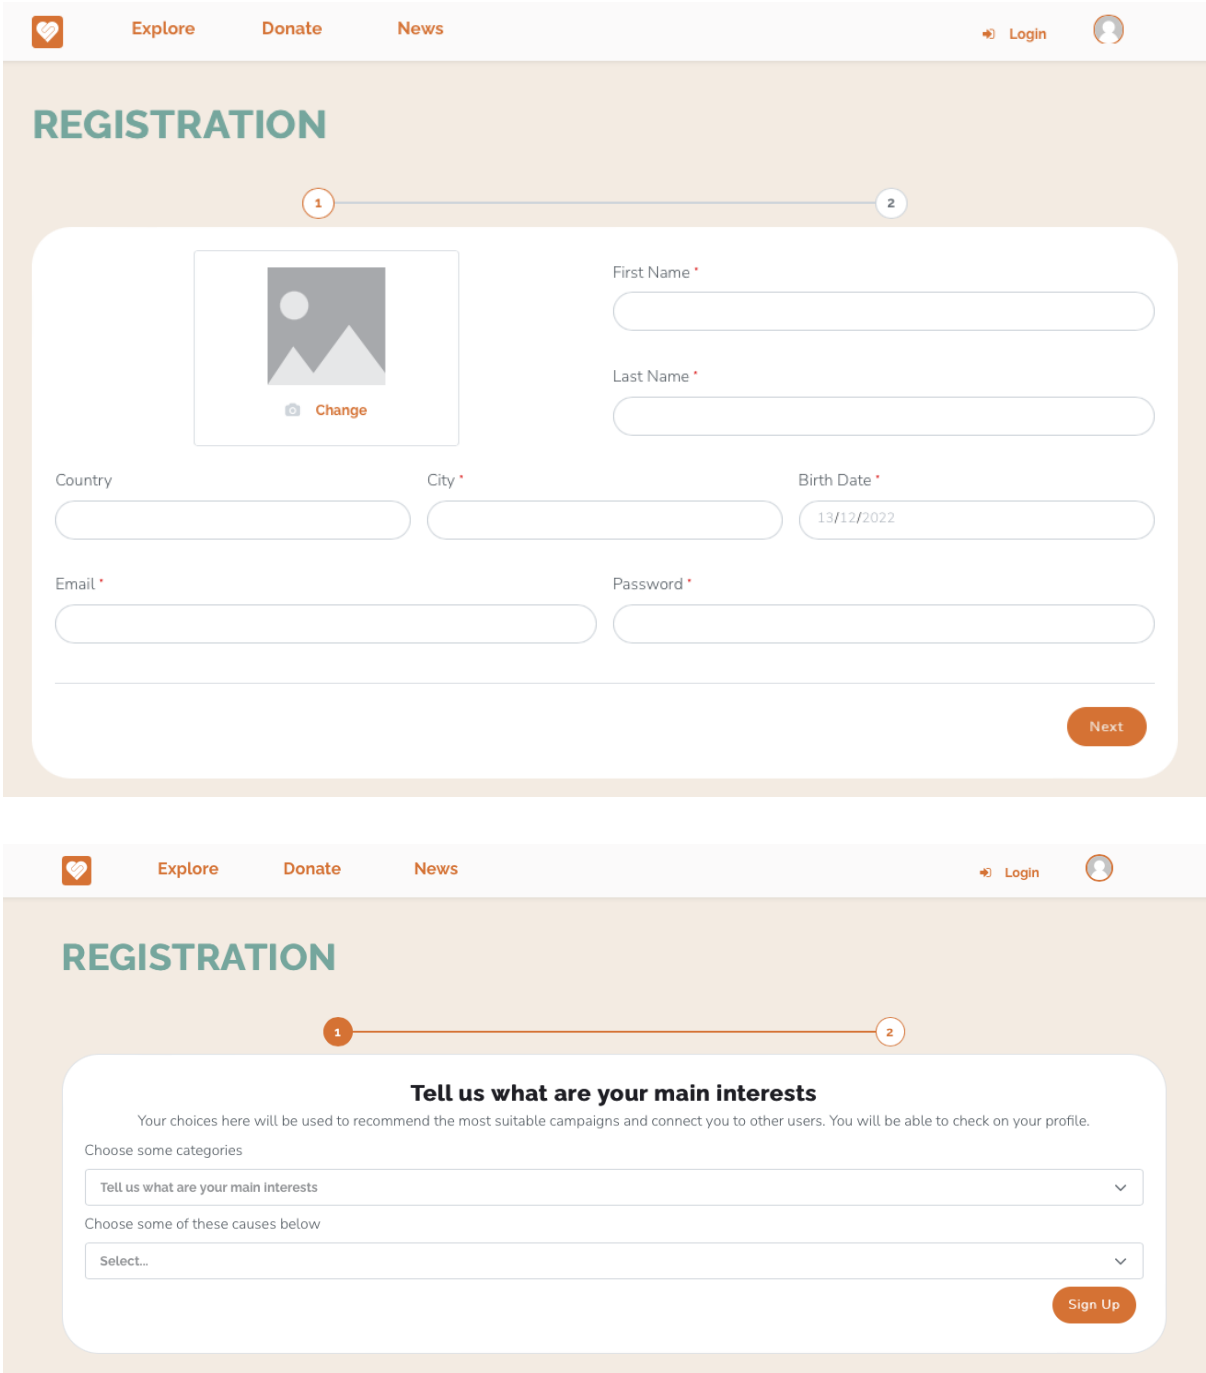 Explore Donate News Login
REGISTRATION
1 2
First Name *
Change
Last Name *
Country City * Birth Date *
13/12/2022
Email * Password *
Next
Explore Donate News Login
REGISTRATION
1 2
Tell us what are your main interests
Your choices here will be used to recommend the most suitable campaigns and connect you to other users. You will be able to check on your profile.
Choose some categories
Tell us what are your main interests
Choose some of these causes below
Select...
Sign Up